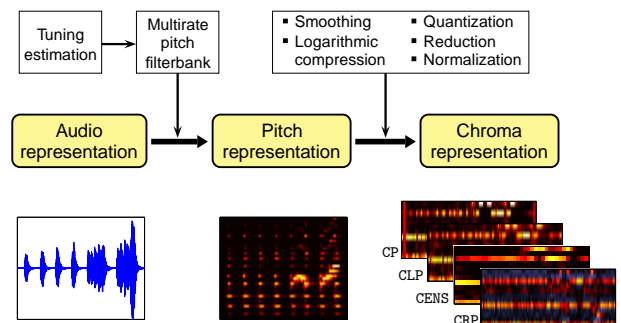 Tuning
estimation
Multirate
pitch
filterbank
▪ Smoothing
▪ Logarithmic
compression
▪ Quantization
▪ Reduction
▪ Normalization
Audio
representation
Pitch
representation
Chroma
representation
CP
CLP
CENS
CRP